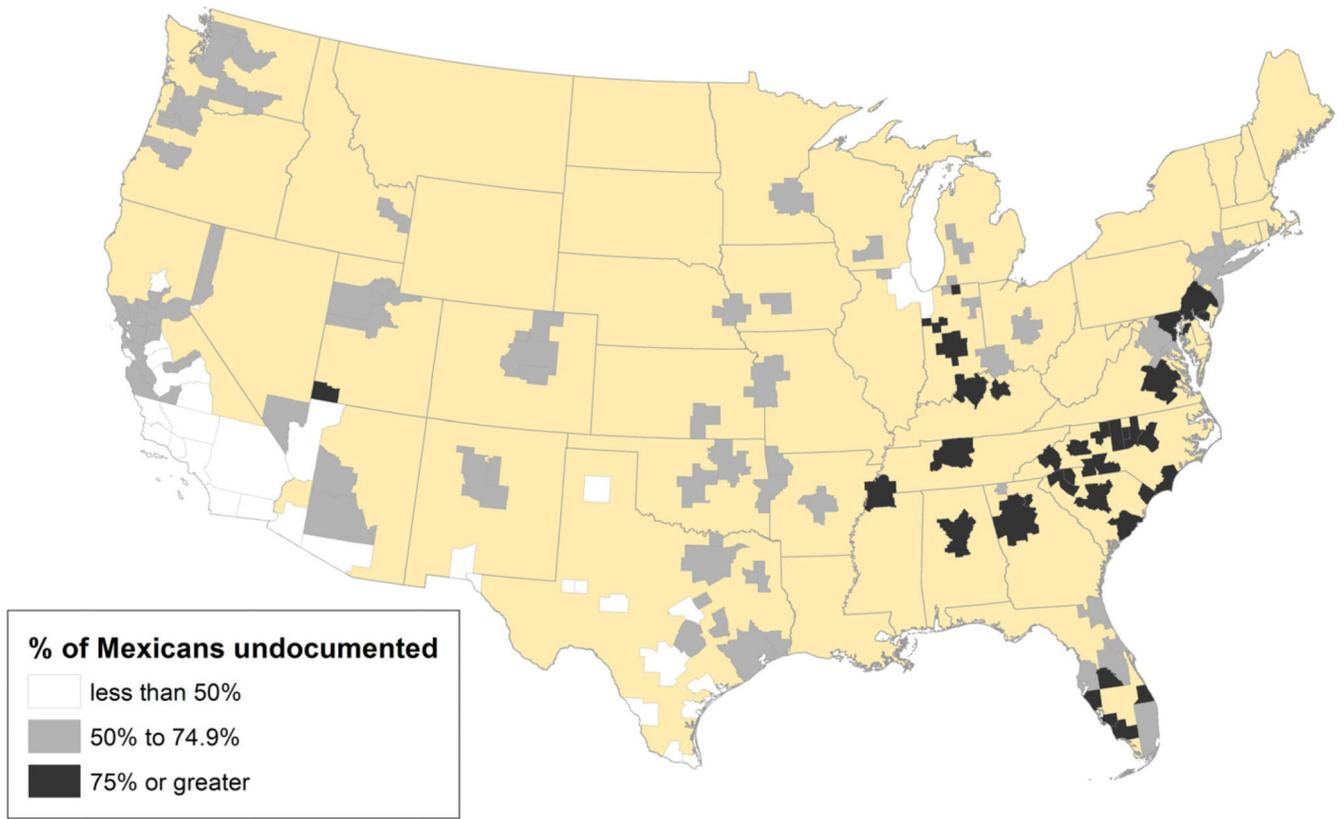 % of Mexicans undocumented
less than 50%
50% to 74.9%
75% or greater